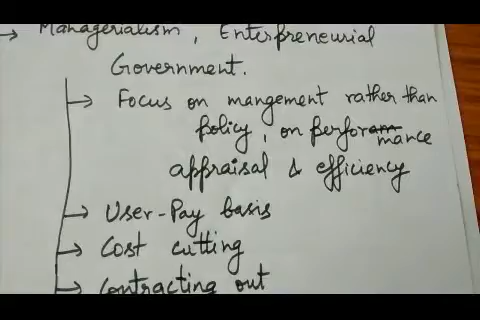 → Managerialism, Enterpreneurial
Government.
→ Focus on mangement rather than
policy, on performance
appraisal & efficiency
→ User-Pay basis
→ Cost cutting
→ Contracting out